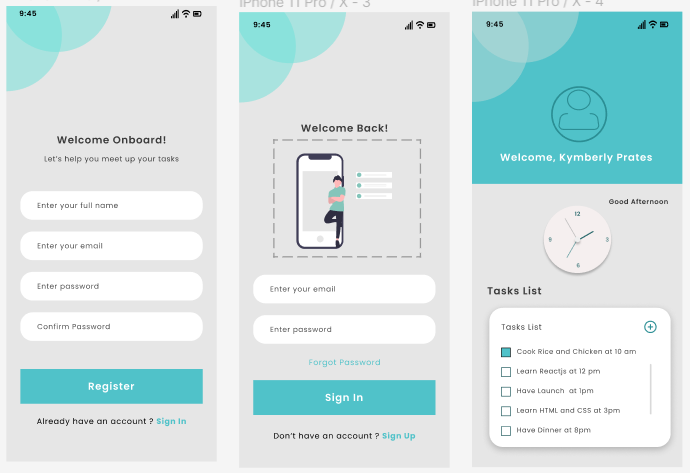 iPhone 11 Pro / X - 3
iPhone 11 Pro / X - 4
9:45
Welcome Onboard!
Let's help you meet up your tasks
Enter your full name
Enter your email
Enter password
Confirm Password
Register
Already have an account ? Sign In
9:45
Welcome Back!
Enter your email
Enter password
Forgot Password
Sign In
Don't have an account ? Sign Up
9:45
Welcome, Kymberly Prates
Good Afternoon
12
9
3
6
Tasks List
Tasks List
Cook Rice and Chicken at 10 am
Learn Reactjs at 12 pm
Have Launch at 1pm
Learn HTML and CSS at 3pm
Have Dinner at 8pm